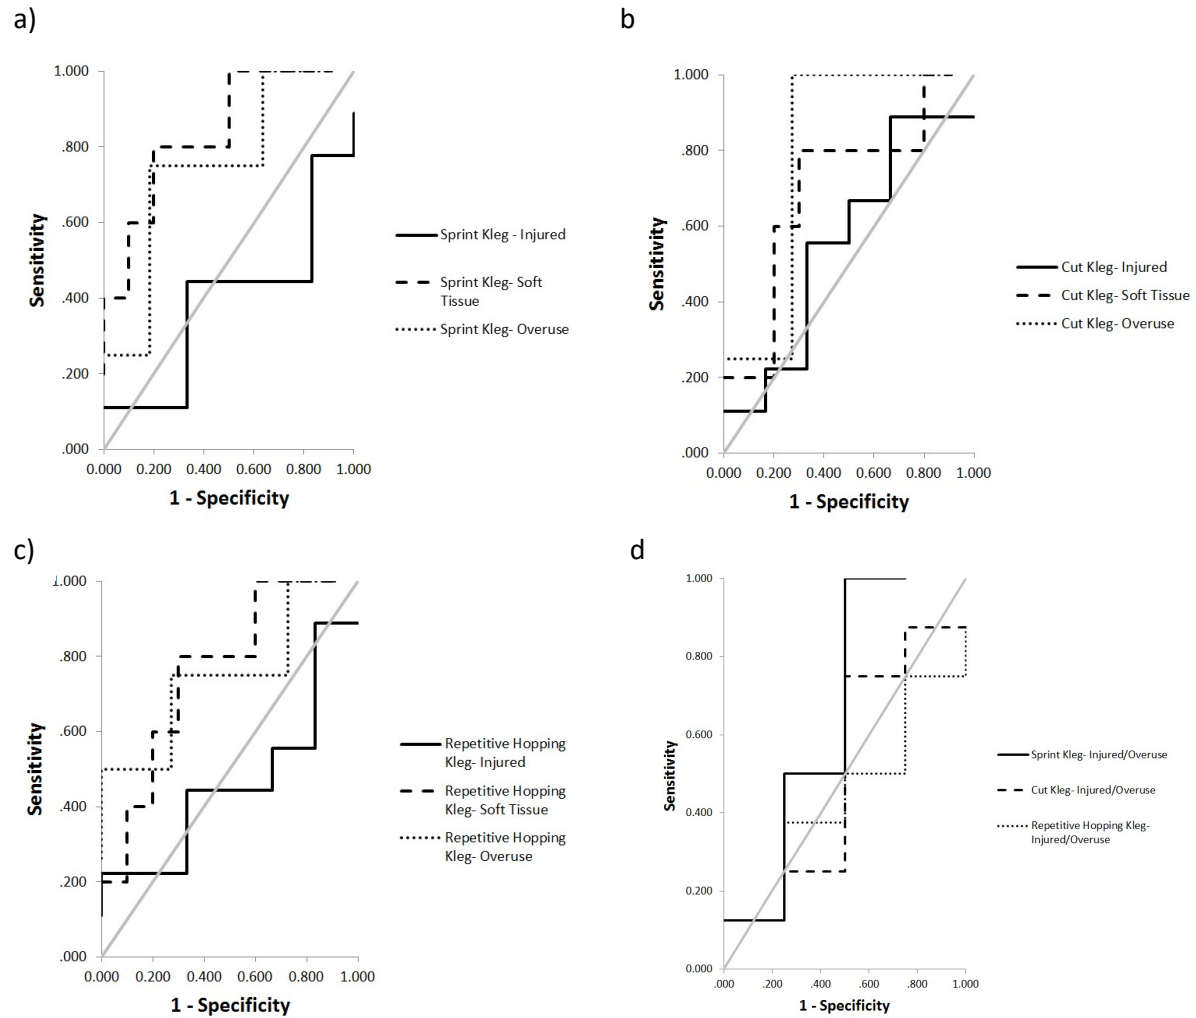 a)
1.000
.800
.600
.400
.200
.000
Sensitivity
0.000 0.200 0.400 0.600 0.800 1.000
1 - Specificity
Sprint Kleg - Injured
Sprint Kleg- Soft
Tissue
Sprint Kleg- Overuse
b
1.000
.800
.600
.400
.200
.000
Sensitivity
0.000 0.200 0.400 0.600 0.800 1.000
1 - Specificity
Cut Kleg- Injured
Cut Kleg- Soft Tissue
Cut Kleg- Overuse
c)
1.000
.800
.600
.400
.200
.000
Sensitivity
0.000 0.200 0.400 0.600 0.800 1.000
1 - Specificity
Repetitive Hopping
Kleg- Injured
Repetitive Hopping
Kleg- Soft Tissue
Repetitive Hopping
Kleg- Overuse
d
1.000
0.800
0.600
0.400
0.200
0.000
Sensitivity
.000 .200 .400 .600 .800 1.000
1 - Specificity
Sprint Kleg- Injured/Overuse
Cut Kleg- Injured/Overuse
Repetitive Hopping Kleg-
Injured/Overuse